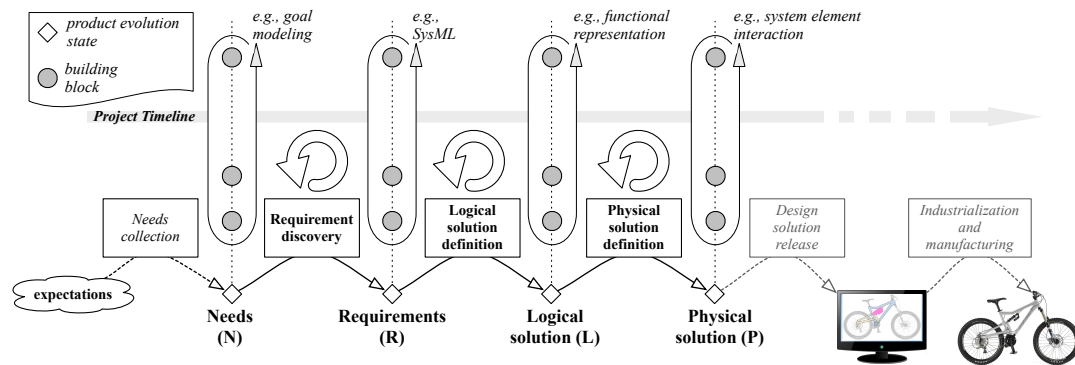 product evolution
state
building
block
e.g., goal
modeling
e.g.,
SysML
e.g., functional
representation
e.g., system element
interaction
Project Timeline
Needs
collection
Requirement
discovery
Logical
solution
definition
Physical
solution
definition
Design
solution
release
Industrialization
and
manufacturing
expectations
Needs
(N)
Requirements
(R)
Logical
solution (L)
Physical
solution (P)